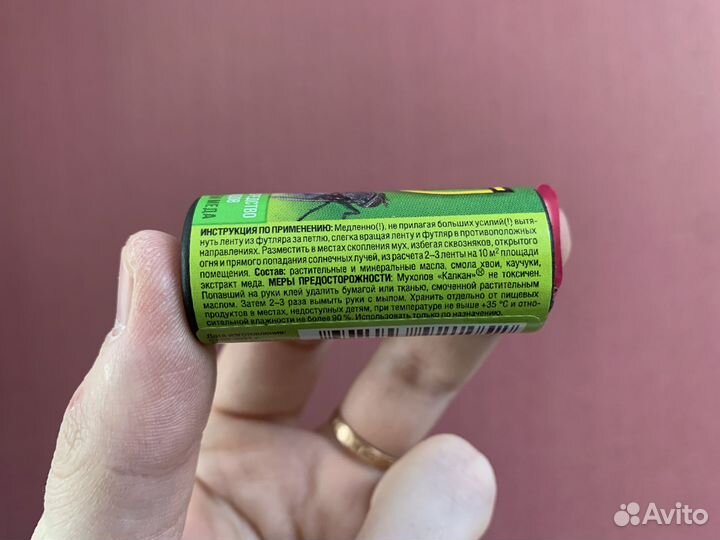 СРЕДСТВО
МЕДА
ИНСТРУКЦИЯ ПО ПРИМЕНЕНИЮ: Медленно(!), не прилагая больших усилий(!) вытя-
нуть ленту из футляра за петлю, слегка вращая ленту и футляр в противоположных
направлениях. Разместить в местах скопления мух, избегая сквозняков, открытого
огня и прямого попадания солнечных лучей, из расчета 2–3 ленты на 10 м² площади
помещения. Состав: растительные и минеральные масла, смола хвои, каучуки,
экстракт меда. МЕРЫ ПРЕДОСТОРОЖНОСТИ: Мухолов "Капкан"® не токсичен.
Попавший на руки клей удалить бумагой или тканью, смоченной растительным
маслом. Затем 2–3 раза вымыть руки с мылом. Хранить отдельно от пищевых
продуктов в местах, недоступных детям, при температуре не выше +35 °C и отно-
сительной влажности не более 90 %. Использовать только по назначению.
Дата изготовления:
Avito